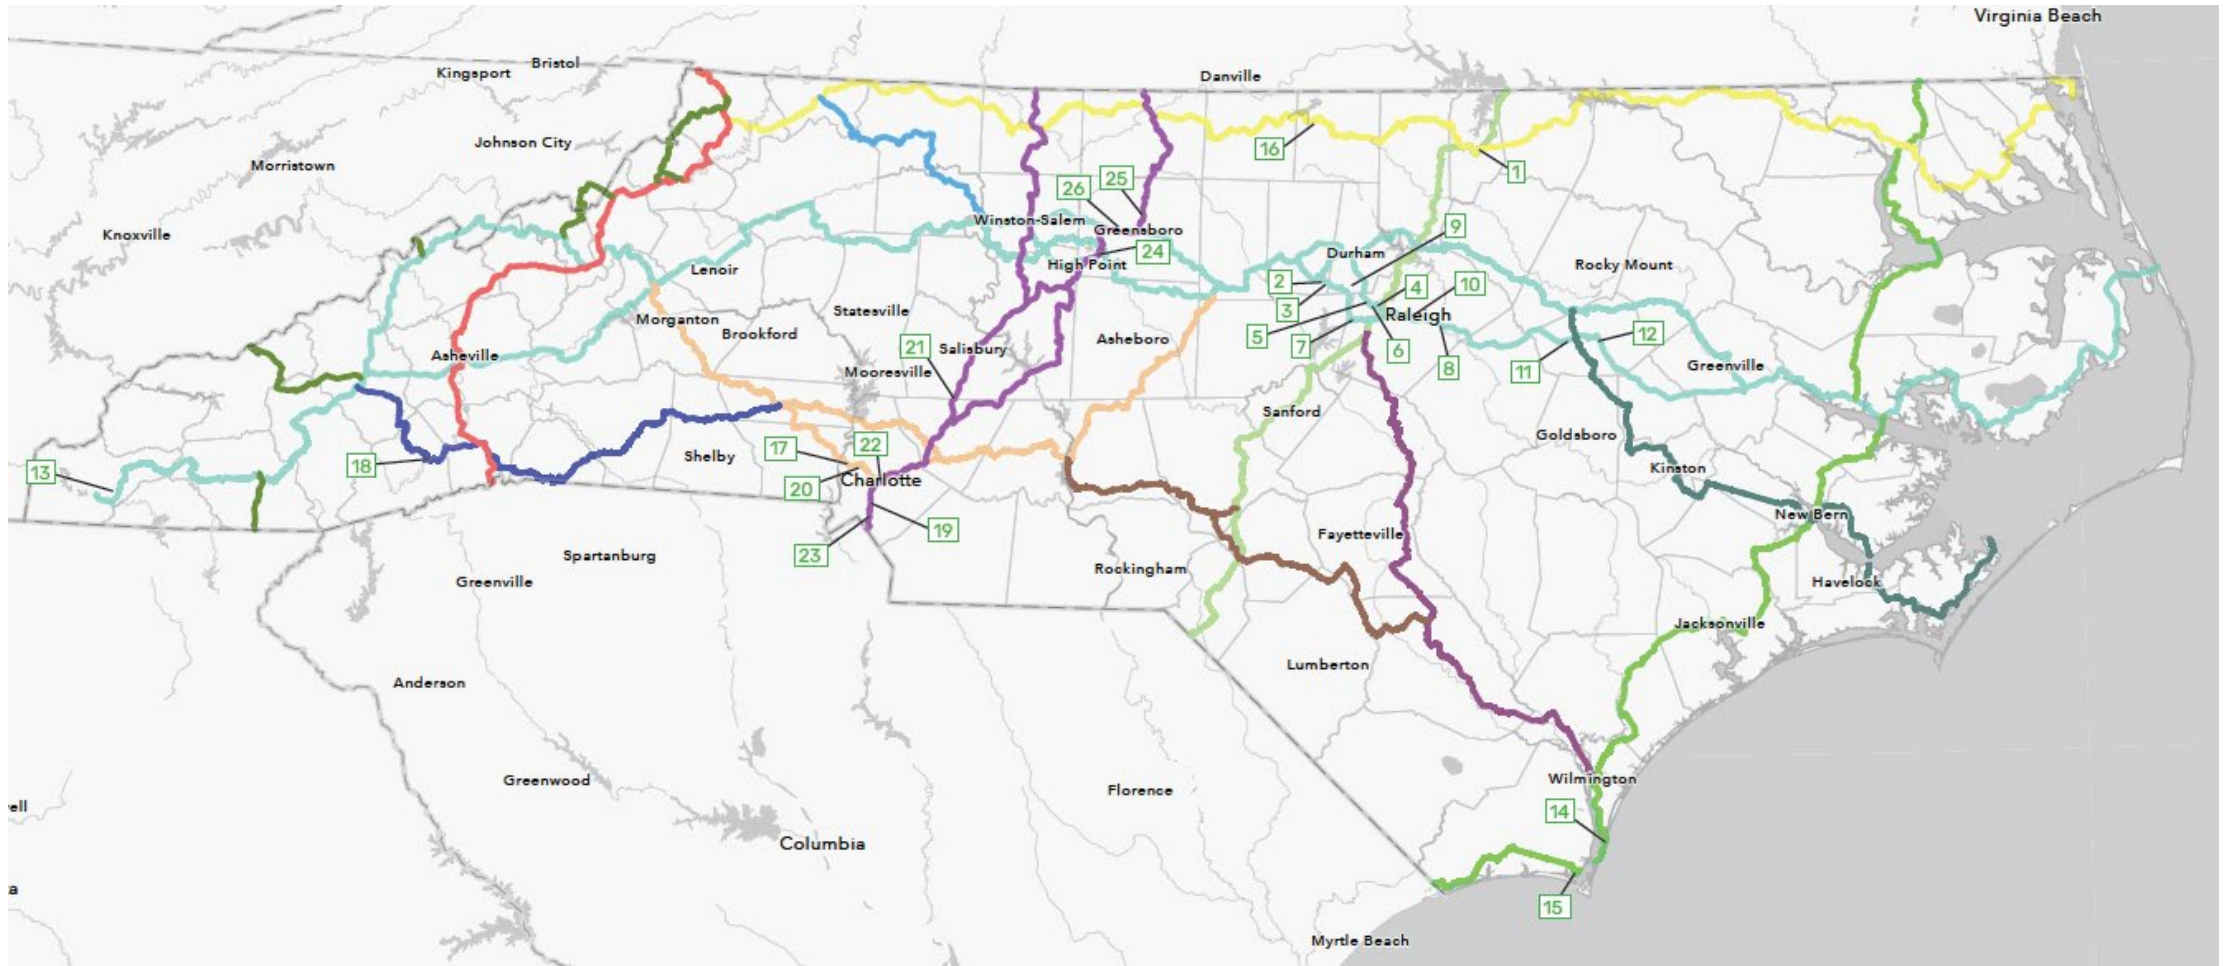 Virginia Beach
Bristol
Kingsport
Danville
Johnson City
Morristown
16
1
26
25
Knoxville
Winston-Salem
Greensboro
9
24
Durham
High Point
Rocky Mount
Lenoir
2
4
10
3
Statesville
Morganton
Raleigh
Brookford
5
12
Asheboro
21
Salisbury
7
6
Asheville
Mooresville
8
11
Greenville
Sanford
Goldsboro
17
22
Shelby
18
13
Kinston
20
Charlotte
New Bern
19
Fayetteville
23
Spartanburg
Rockingham
Greenville
Havelock
Jacksonville
Lumberton
Anderson
Wilmington
Greenwood
Florence
ell
14
Columbia
a
15
Myrtle Beach